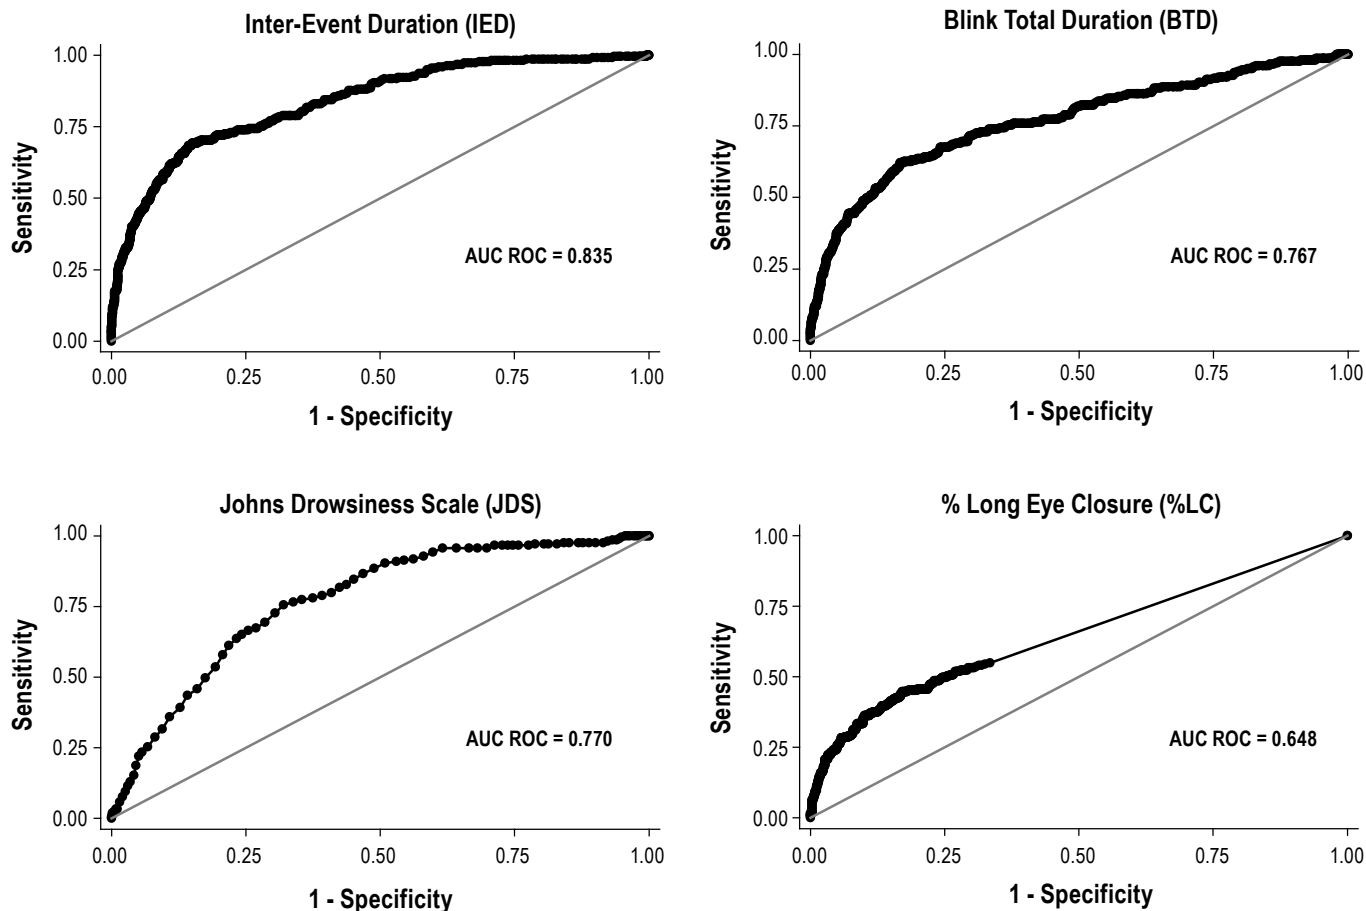 Inter-Event Duration (IED)
1.00
0.75
0.50
0.25
0.00
Sensitivity
AUC ROC = 0.835
0.00 0.25 0.50 0.75 1.00
1 - Specificity
Blink Total Duration (BTD)
1.00
0.75
0.50
0.25
0.00
Sensitivity
AUC ROC = 0.767
0.00 0.25 0.50 0.75 1.00
1 - Specificity
Johns Drowsiness Scale (JDS)
1.00
0.75
0.50
0.25
0.00
Sensitivity
AUC ROC = 0.770
0.00 0.25 0.50 0.75 1.00
1 - Specificity
% Long Eye Closure (%LC)
1.00
0.75
0.50
0.25
0.00
Sensitivity
AUC ROC = 0.648
0.00 0.25 0.50 0.75 1.00
1 - Specificity